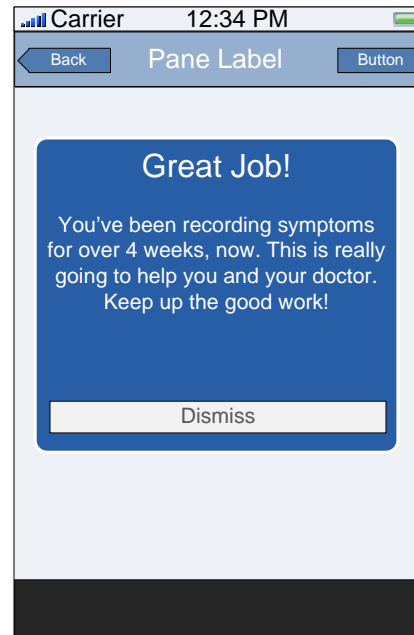 Carrier 12:34 PM
Back Pane Label Button
Great Job!
You've been recording symptoms
for over 4 weeks, now. This is really
going to help you and your doctor.
Keep up the good work!
Dismiss